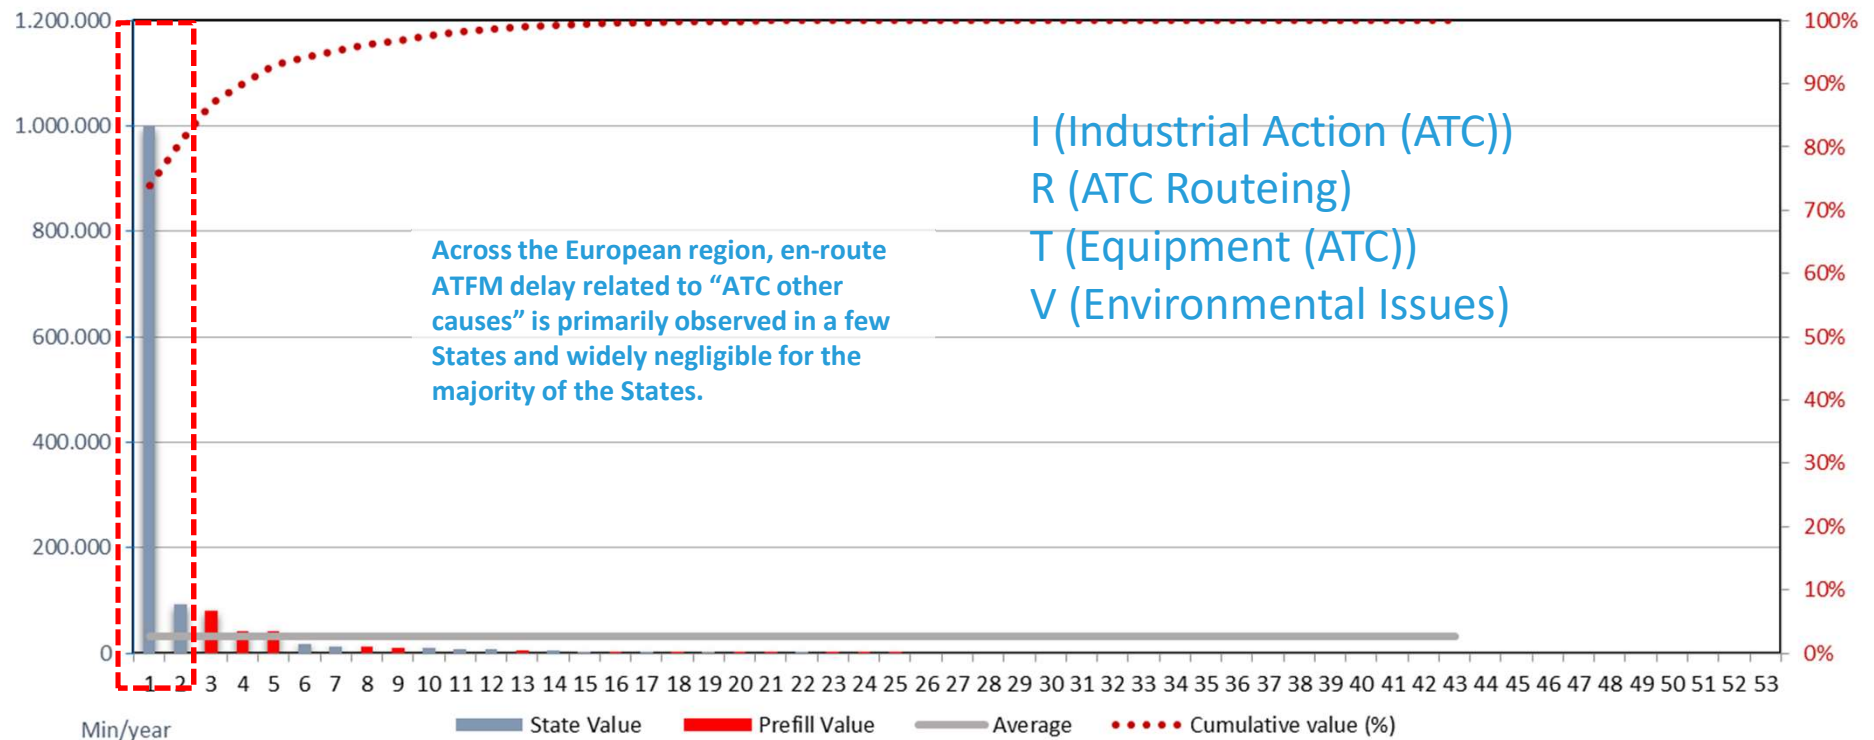 1.200.000
1.000.000
800.000
600.000
400.000
200.000
0
100%
90%
80%
70%
60%
50%
40%
30%
20%
10%
0%
I (Industrial Action (ATC))
R (ATC Routeing)
T (Equipment (ATC))
V (Environmental Issues)
Across the European region, en-route
ATFM delay related to “ATC other
causes” is primarily observed in a few
States and widely negligible for the
majority of the States.
1 2 3 4 5 6 7 8 9 10 11 12 13 14 15 16 17 18 19 20 21 22 23 24 25 26 27 28 29 30 31 32 33 34 35 36 37 38 39 40 41 42 43 44 45 46 47 48 49 50 51 52 53
Min/year
State Value Prefill Value Average Cumulative value (%)